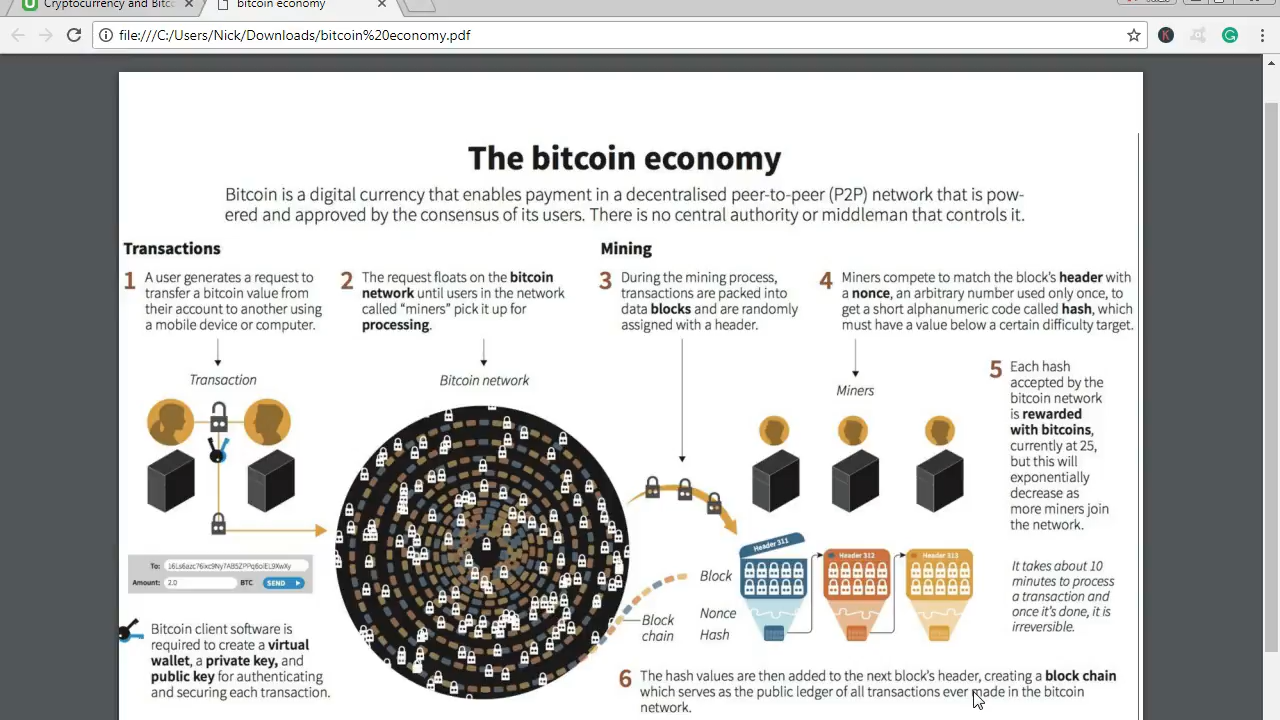 Cryptocurrency and Bitc
bitcoin economy
file:///C:/Users/Nick/Downloads/bitcoin%20economy.pdf
The bitcoin economy
Bitcoin is a digital currency that enables payment in a decentralised peer-to-peer (P2P) network that is pow-
ered and approved by the consensus of its users. There is no central authority or middleman that controls it.
Transactions
1 A user generates a request to
transfer a bitcoin value from
their account to another using
a mobile device or computer.
2 The request floats on the bitcoin
network until users in the network
called “miners” pick it up for
processing.
Mining
3 During the mining process,
transactions are packed into
data blocks and are randomly
assigned with a header.
4 Miners compete to match the block’s header with
a nonce, an arbitrary number used only once, to
get a short alphanumeric code called hash, which
must have a value below a certain difficulty target.
Transaction
Bitcoin network
Miners
5 Each hash
accepted by the
bitcoin network
is rewarded
with bitcoins,
currently at 25,
but this will
exponentially
decrease as
more miners join
the network.
To:
Amount: 2.0 BTC SEND
Header 311
Header 312
Header 313
Block
Nonce
Hash
Block
chain
It takes about 10
minutes to process
a transaction and
once it’s done, it is
irreversible.
Bitcoin client software is
required to create a virtual
wallet, a private key, and
public key for authenticating
and securing each transaction.
6 The hash values are then added to the next block’s header, creating a block chain
which serves as the public ledger of all transactions ever made in the bitcoin
network.